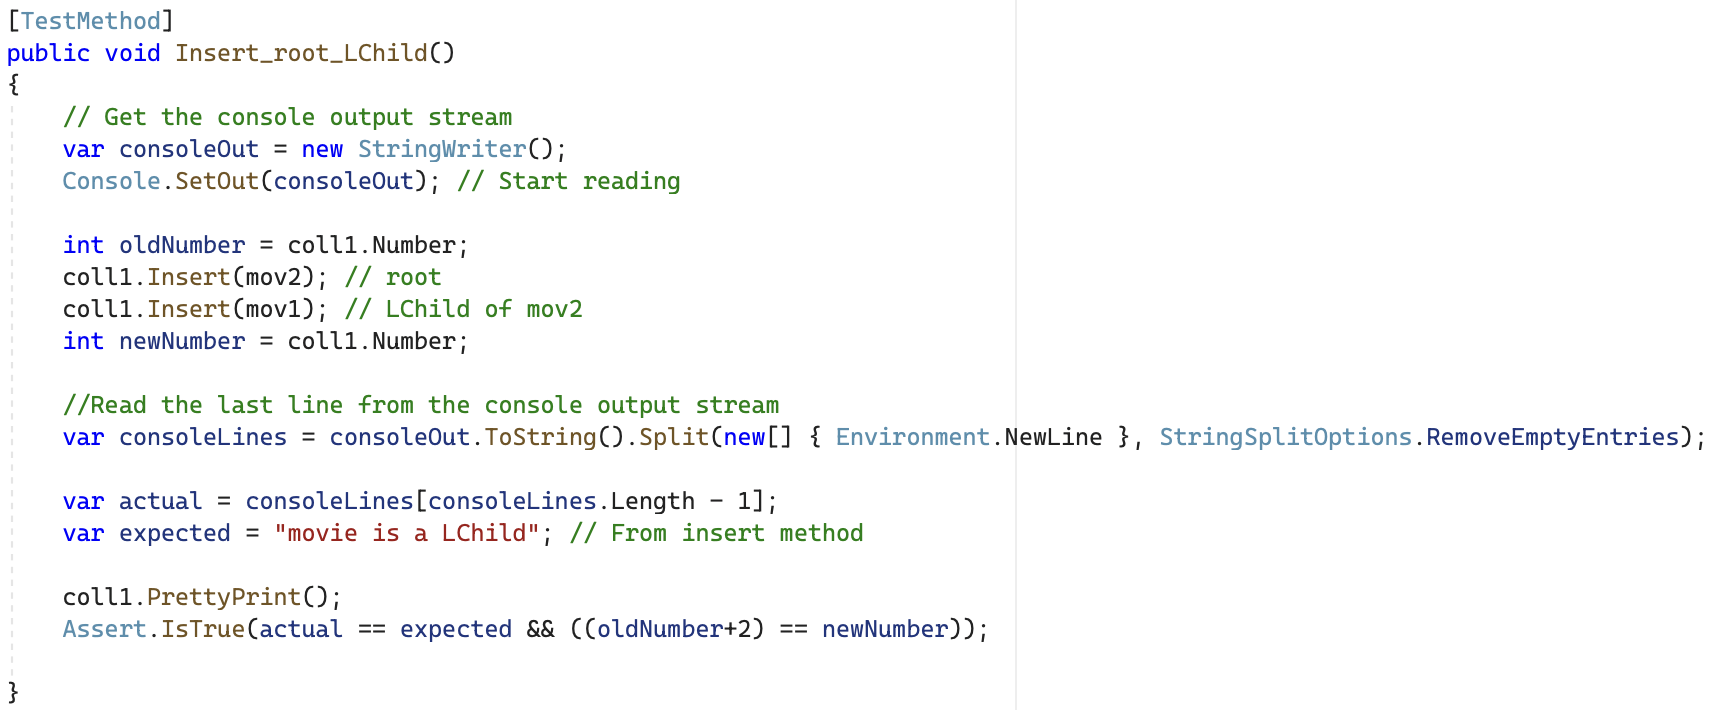 [TestMethod]
public void Insert_root_LChild()
{
    // Get the console output stream
    var consoleOut = new StringWriter();
    Console.SetOut(consoleOut); // Start reading

    int oldNumber = coll1.Number;
    coll1.Insert(mov2); // root
    coll1.Insert(mov1); // LChild of mov2
    int newNumber = coll1.Number;

    //Read the last line from the console output stream
    var consoleLines = consoleOut.ToString().Split(new[] { Environment.NewLine }, StringSplitOptions.RemoveEmptyEntries);

    var actual = consoleLines[consoleLines.Length - 1];
    var expected = "movie is a LChild"; // From insert method

    coll1.PrettyPrint();
    Assert.IsTrue(actual == expected && ((oldNumber+2) == newNumber));

}